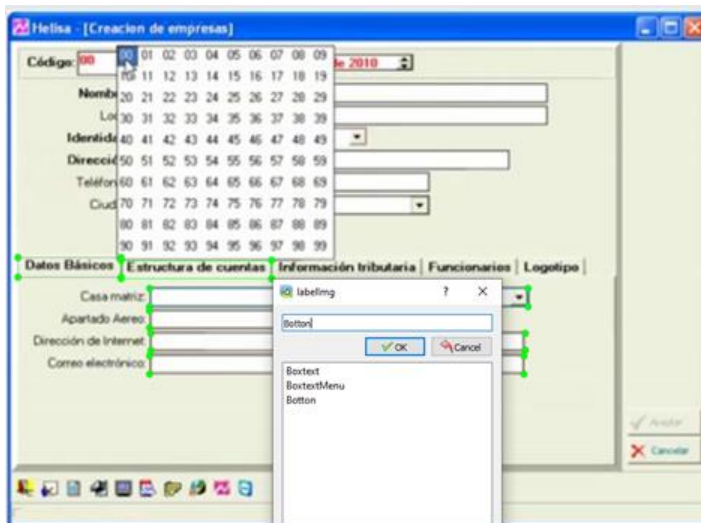 Helisa - [Creacion de empresas]
Código: 00
de 2010
00 01 02 03 04 05 06 07 08 09
10 11 12 13 14 15 16 17 18 19
20 21 22 23 24 25 26 27 28 29
30 31 32 33 34 35 36 37 38 39
40 41 42 43 44 45 46 47 48 49
50 51 52 53 54 55 56 57 58 59
60 61 62 63 64 65 66 67 68 69
70 71 72 73 74 75 76 77 78 79
80 81 82 83 84 85 86 87 88 89
90 91 92 93 94 95 96 97 98 99
Nomb
Lo
Identida
Direcció
Teléfon
Ciud
Datos Básicos Estructura de cuentas Información tributaria Funcionarios Logotipo
Casa matriz:
Apartado Aereo:
Dirección de Internet:
Correo electrónico:
labelImg ? X
Botton
OK Cancel
Boxtext
BoxtextMenu
Botton
Aceptar
Cancelar